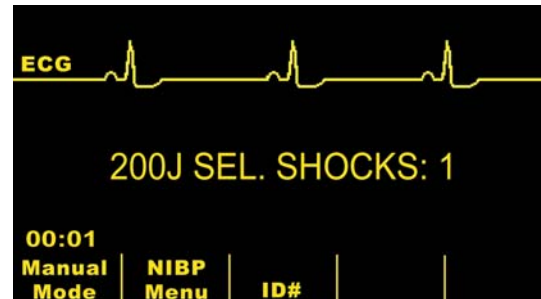 ECG
200J SEL. SHOCKS: 1
00:01
Manual Mode
NIBP Menu
ID#